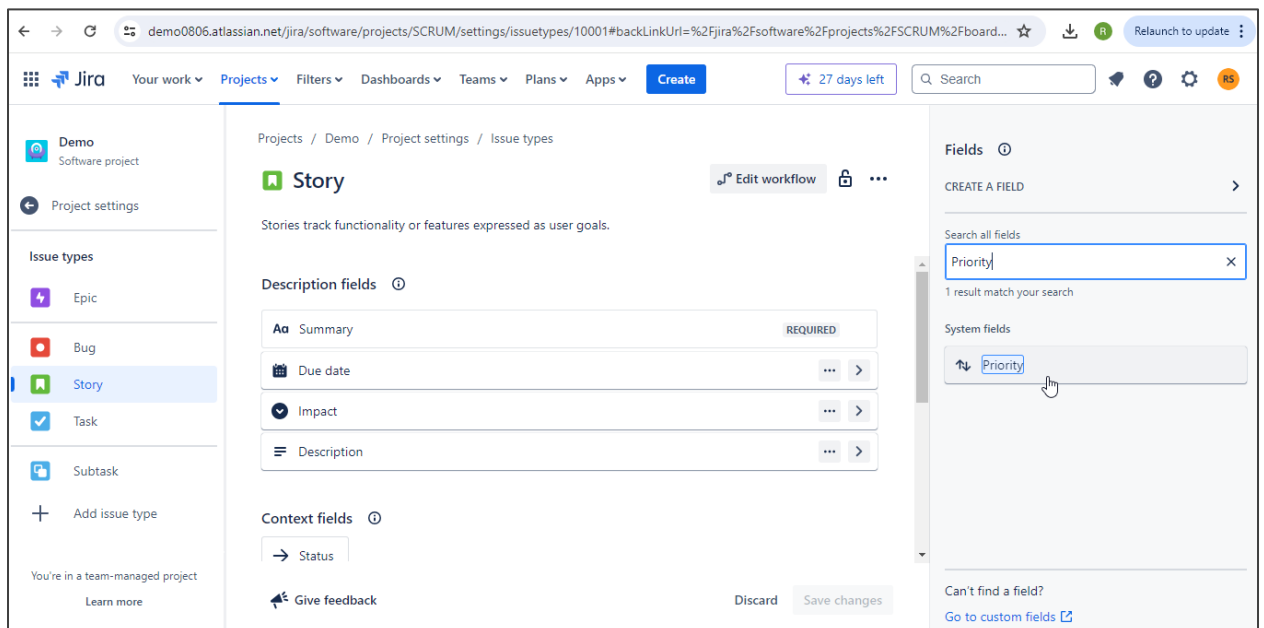 demo0806.atlassian.net/jira/software/projects/SCRUM/settings/issuetypes/10001#backLinkUrl=%2Fjira%2Fsoftware%2Fprojects%2FSCRUM%2Fboard...
R
Relaunch to update
Jira
Your work
Projects
Filters
Dashboards
Teams
Plans
Apps
Create
27 days left
Search
RS
Demo
Software project
Project settings
Issue types
Epic
Bug
Story
Task
Subtask
Add issue type
You're in a team-managed project
Learn more
Projects / Demo / Project settings / Issue types
Story
Edit workflow
Stories track functionality or features expressed as user goals.
Description fields
Aa Summary
REQUIRED
Due date
Impact
Description
Context fields
Status
Give feedback
Discard
Save changes
Fields
CREATE A FIELD
Search all fields
Priority
1 result match your search
System fields
Priority
Can't find a field?
Go to custom fields